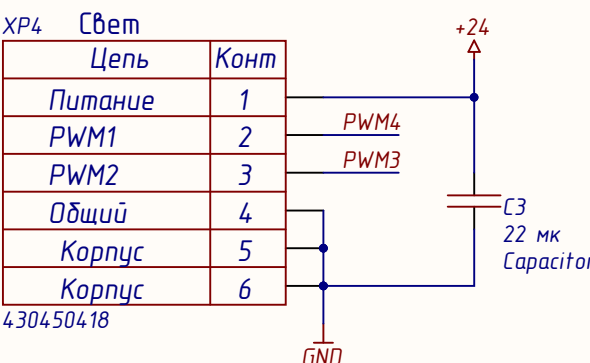 XP4 Свет
+24
Цепь Конт
Питание 1
PWM1 2 PWM4
PWM2 3 PWM3
Общий 4
C3
22 мк
Capacitor
Корпус 5
Корпус 6
430450418
GND